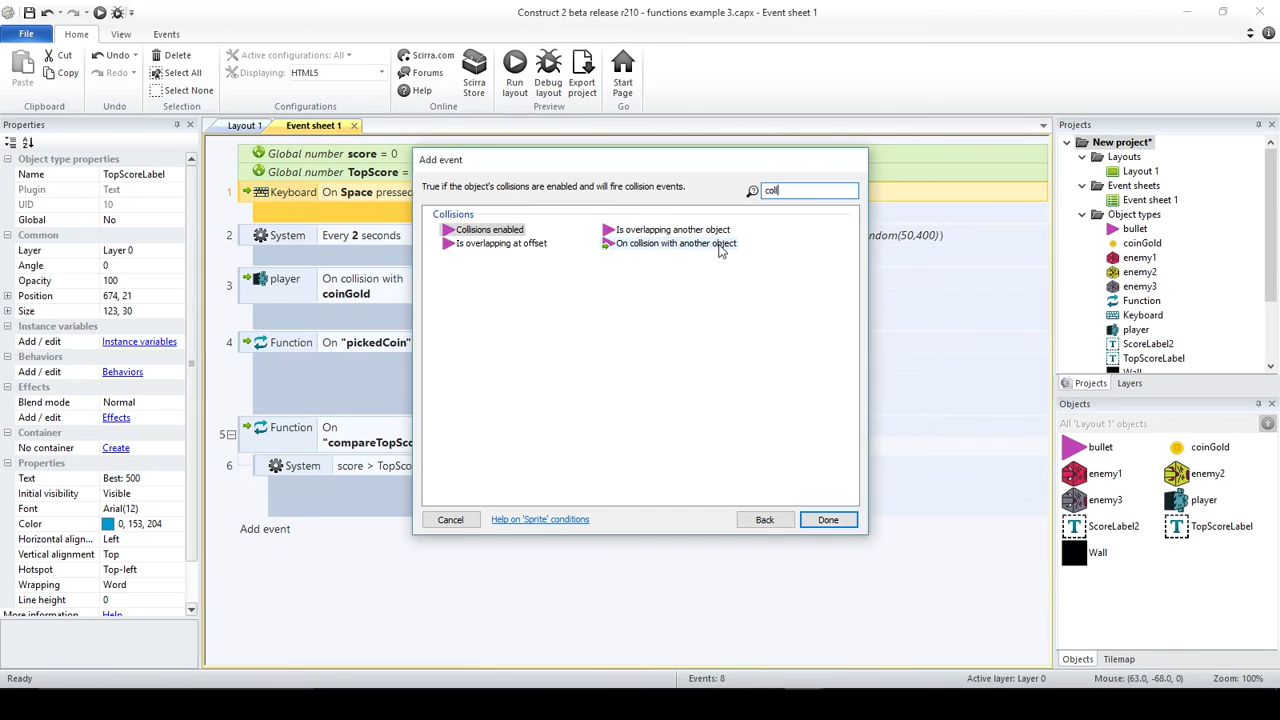 Construct 2 beta release r210 - functions example 3.capx - Event sheet 1
File Home View Events
Paste Cut Copy Clipboard
Undo Redo Undo
Delete Select All Select None Selection
Active configurations: All
Displaying: HTML5
Configurations
Scirra.com Forums Help Scirra Store Online
Run layout Debug layout Export project Preview
Start Page Go
Properties
Object type properties
Name TopScoreLabel
Plugin Text
UID 10
Global No
Common
Layer Layer 0
Angle 0
Opacity 100
Position 674, 21
Size 123, 30
Instance variables
Add / edit Instance variables
Behaviors
Add / edit Behaviors
Effects
Blend mode Normal
Add / edit Effects
Container
No container Create
Properties
Text Best: 500
Initial visibility Visible
Font Arial(12)
Color 0, 153, 204
Horizontal align... Left
Vertical alignment Top
Hotspot Top-left
Wrapping Word
Line height 0
More information Help
Layout 1 Event sheet 1
Global number score = 0
Global number TopScore =
1 Keyboard On Space pressed
2 System Every 2 seconds
ndom(50,400))
3 player On collision with
coinGold
4 Function On "pickedCoin"
5 Function On
"compareTopSco
6 System score > TopSco
Add event
Add event
True if the object's collisions are enabled and will fire collision events.
coll
Collisions
Collisions enabled Is overlapping another object
Is overlapping at offset On collision with another object
Cancel Help on 'Sprite' conditions Back Done
Projects
New project*
Layouts
Layout 1
Event sheets
Event sheet 1
Object types
bullet
coinGold
enemy1
enemy2
enemy3
Function
Keyboard
player
ScoreLabel2
TopScoreLabel
Wall
Projects Layers
Objects
All 'Layout 1' objects
bullet coinGold
enemy1 enemy2
enemy3 player
ScoreLabel2 TopScoreLabel
Wall
Objects Tilemap
Ready Events: 8 Active layer: Layer 0 Mouse: (63.0, -68.0, 0) Zoom: 100%